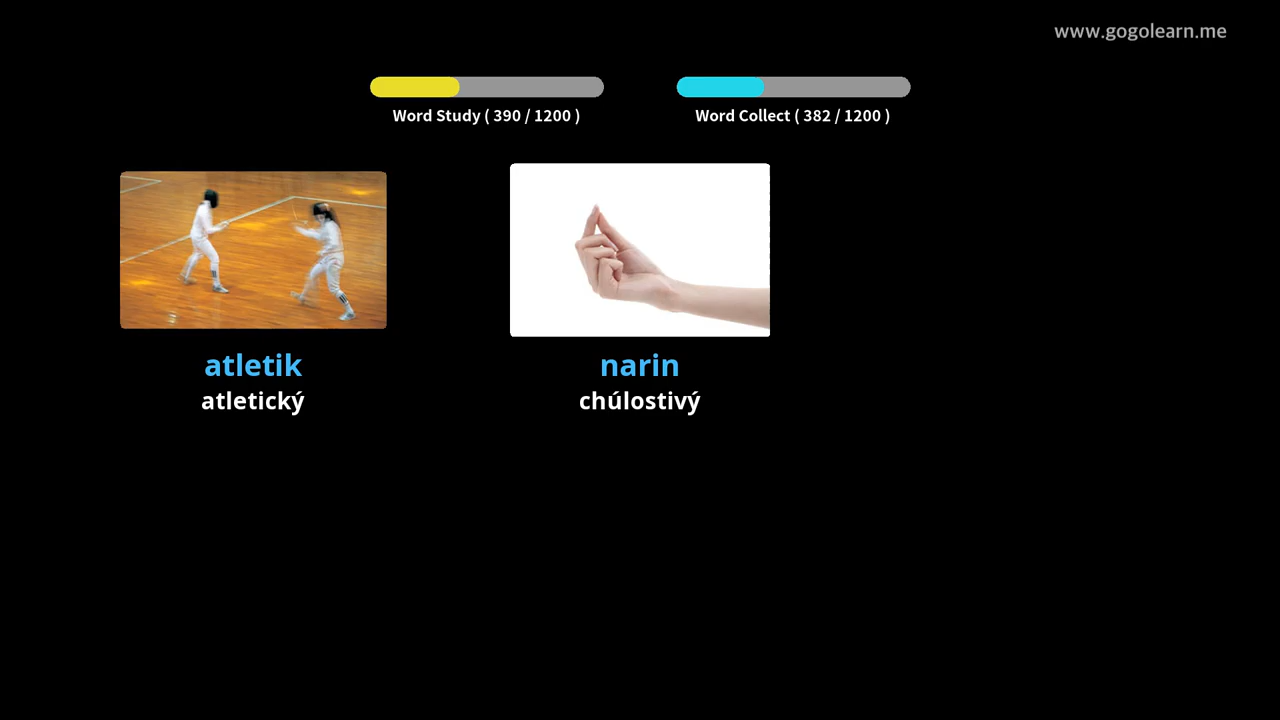 www.gogolearn.me
Word Study ( 390 / 1200 )
Word Collect ( 382 / 1200 )
atletik
atletický
narin
chúlostivý